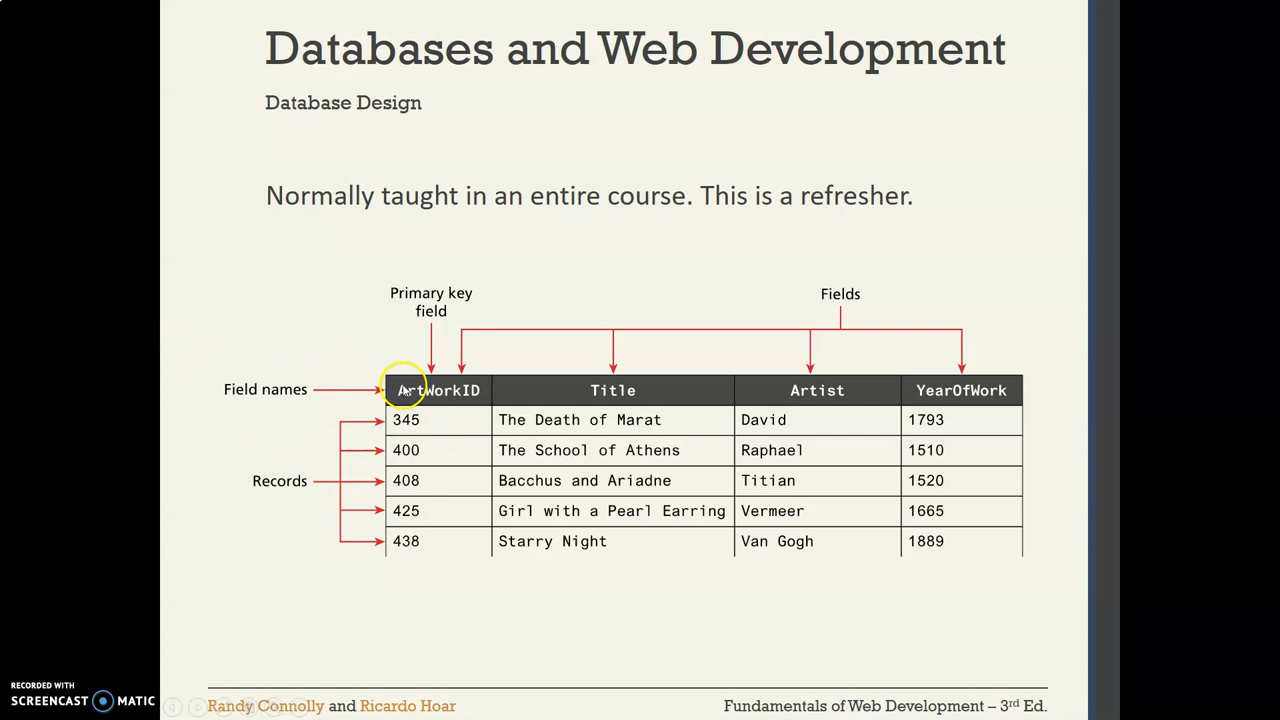 Databases and Web Development
Database Design
Normally taught in an entire course. This is a refresher.
Primary key
field
Fields
Field names
ArtWorkID Title Artist YearOfWork
345 The Death of Marat David 1793
400 The School of Athens Raphael 1510
Records
408 Bacchus and Ariadne Titian 1520
425 Girl with a Pearl Earring Vermeer 1665
438 Starry Night Van Gogh 1889
RECORDED WITH
SCREENCAST MATIC
Randy Connolly and Ricardo Hoar
Fundamentals of Web Development – 3rd Ed.